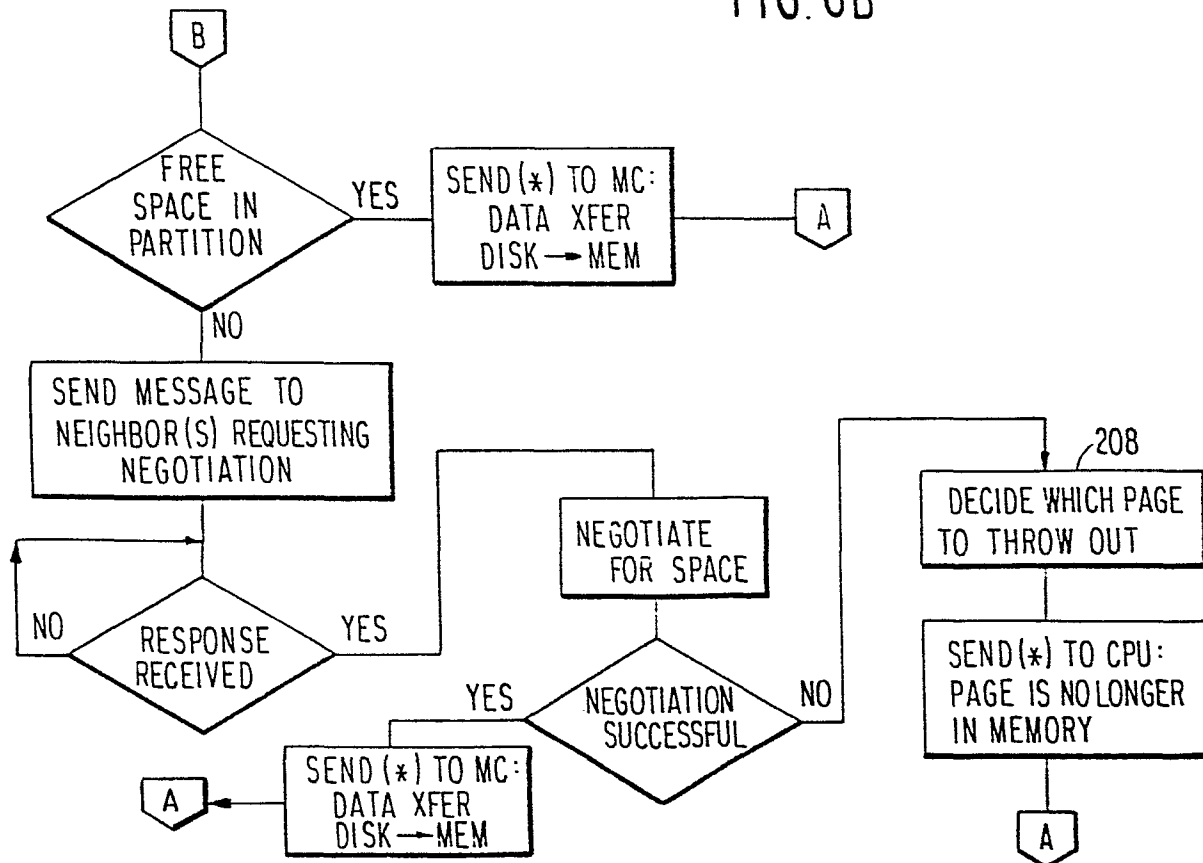 FIG. 6B
B
FREE
SPACE IN
PARTITION
YES
SEND (*) TO MC:
DATA XFER
DISK → MEM
A
NO
SEND MESSAGE TO
NEIGHBOR(S) REQUESTING
NEGOTIATION
NO
RESPONSE
RECEIVED
YES
NEGOTIATE
FOR SPACE
YES
NEGOTIATION
SUCCESSFUL
NO
SEND (*) TO MC:
DATA XFER
DISK → MEM
A
208
DECIDE WHICH PAGE
TO THROW OUT
SEND (*) TO CPU:
PAGE IS NO LONGER
IN MEMORY
A